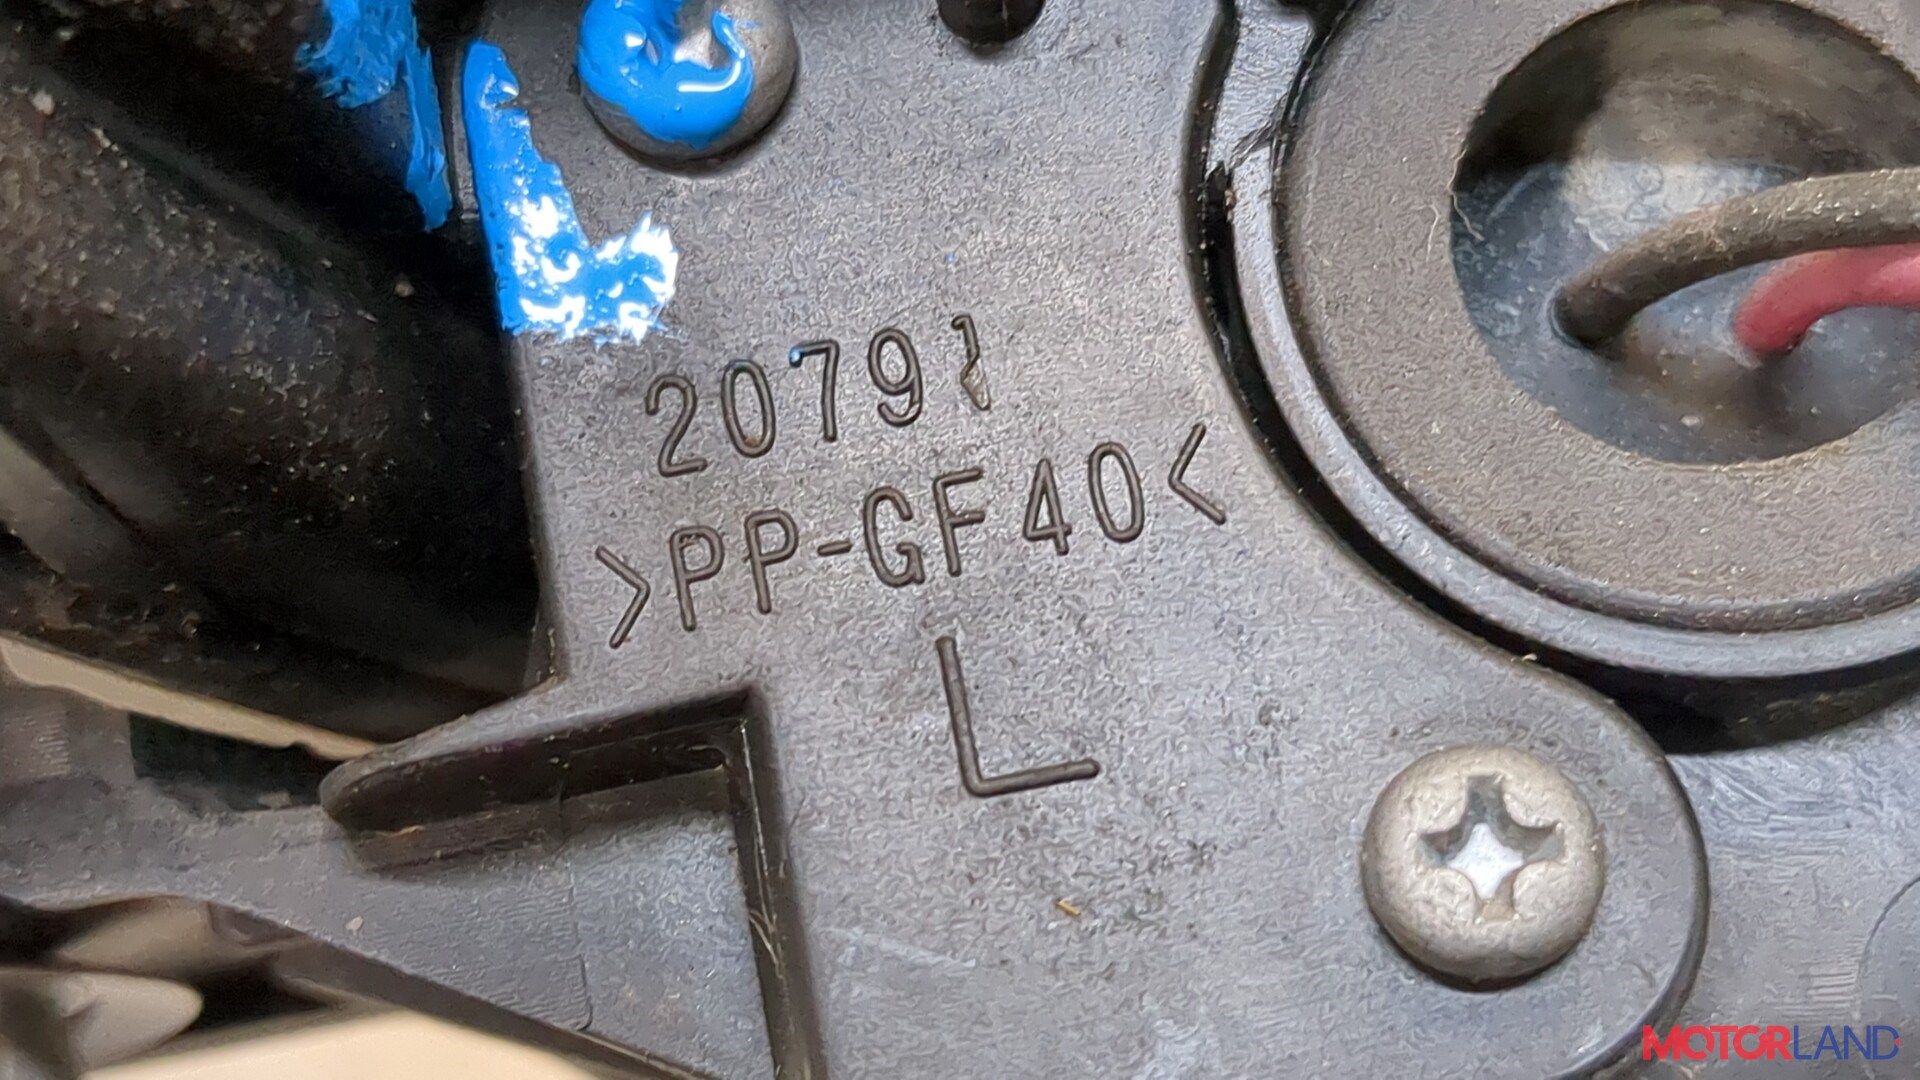 20791
>PP-GF40<
L
MOTORLAND